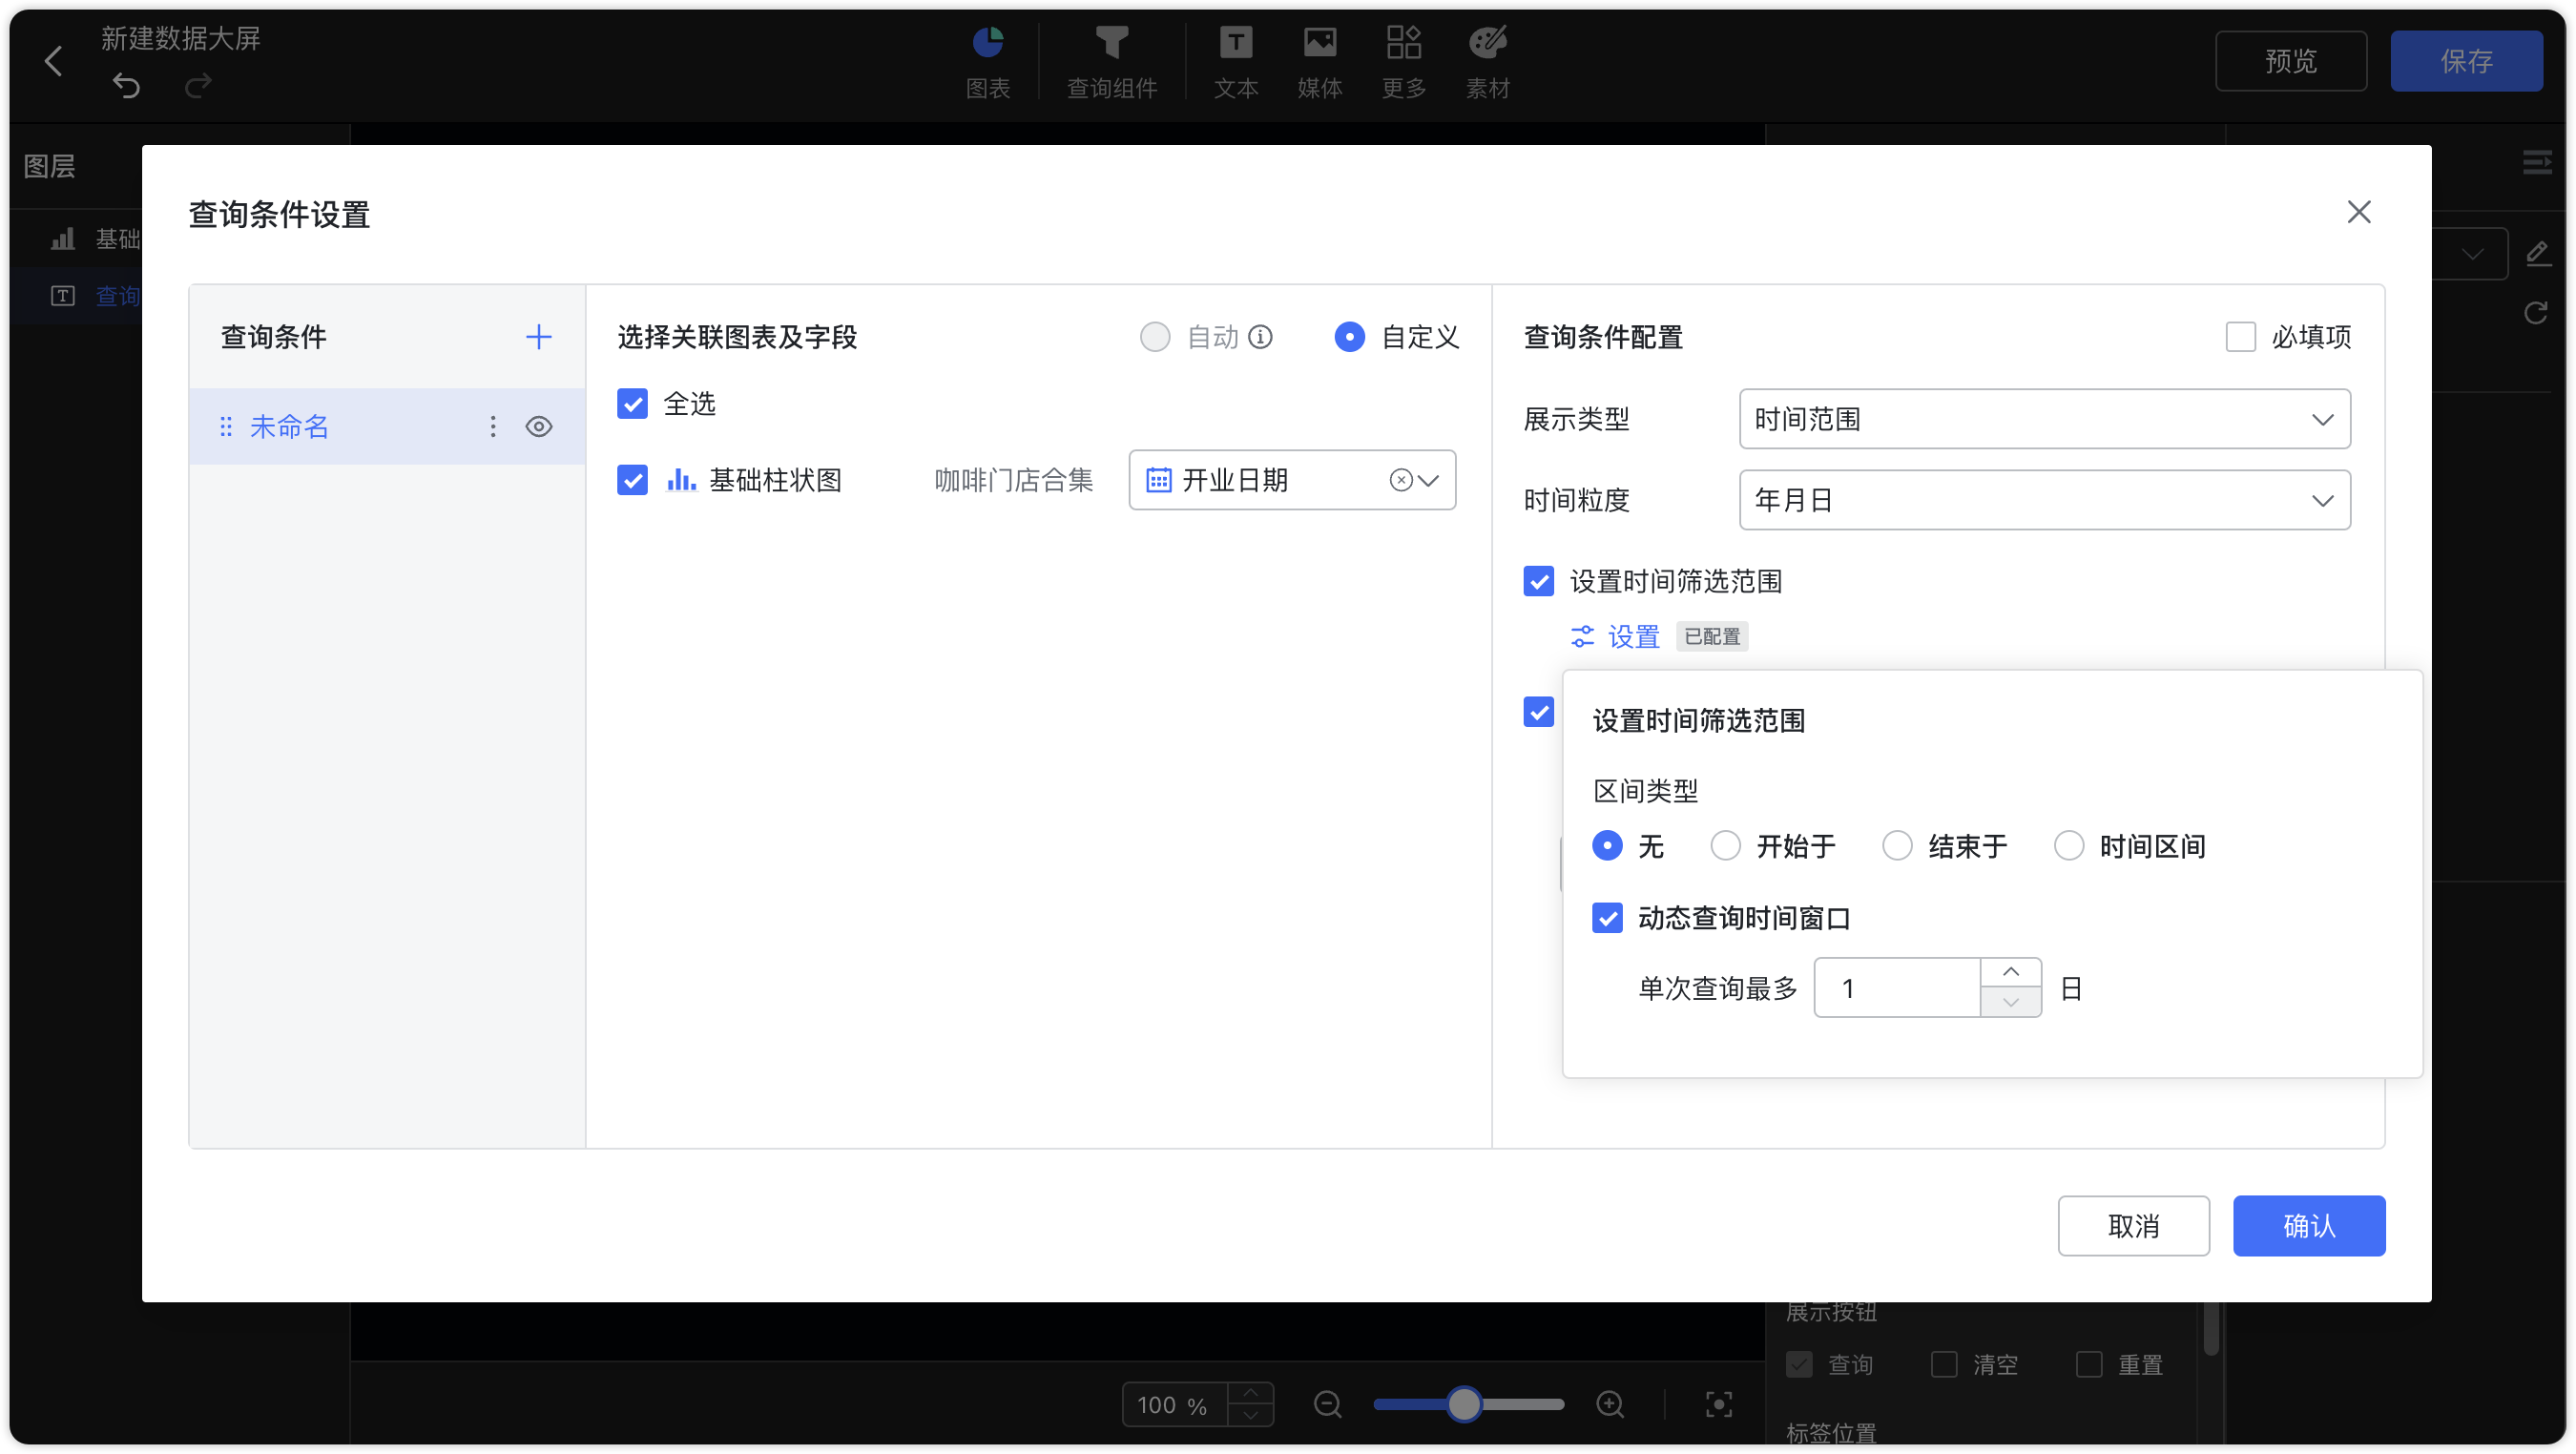 新建数据大屏
图表
查询组件
文本
媒体
更多
素材
预览
保存
图层
基础
查询
查询条件设置
查询条件
未命名
选择关联图表及字段
自动
自定义
全选
基础柱状图
咖啡门店合集
开业日期
查询条件配置
必填项
展示类型
时间范围
时间粒度
年月日
设置时间筛选范围
设置
已配置
设置时间筛选范围
区间类型
无
开始于
结束于
时间区间
动态查询时间窗口
单次查询最多
1
日
取消
确认
展示按钮
查询
清空
重置
100 %
标签位置